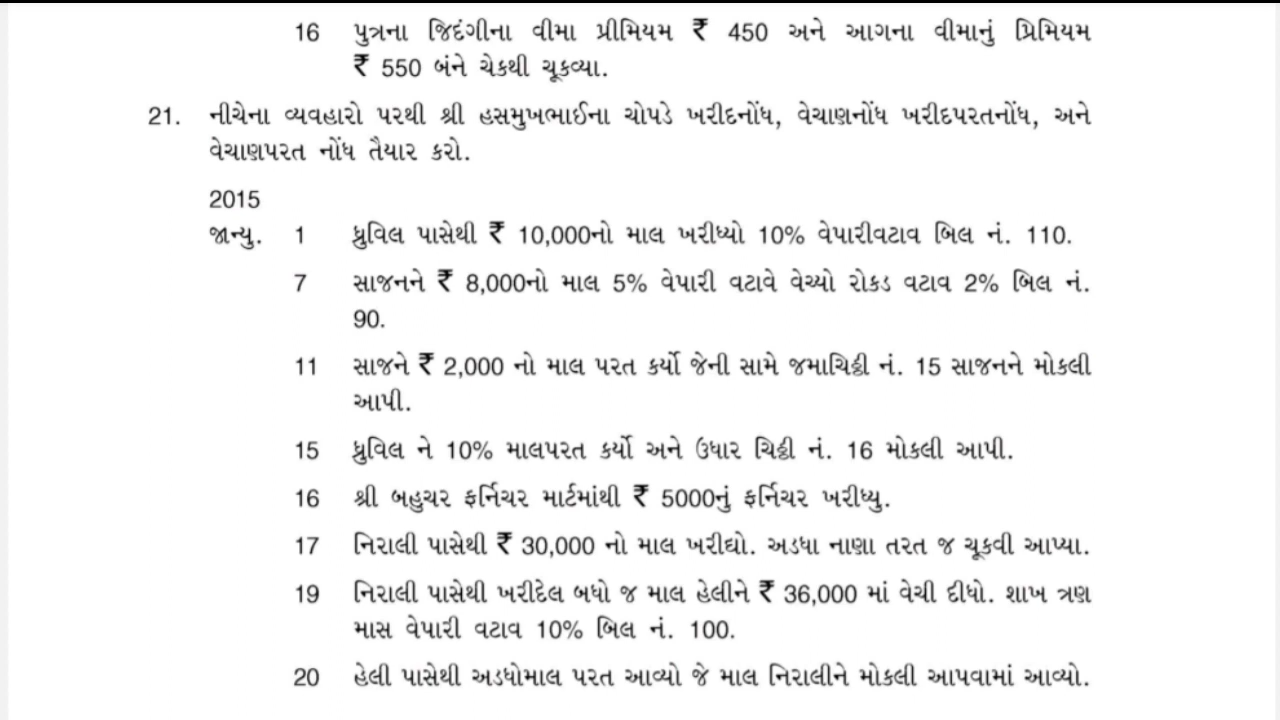 16 પુત્રના જિદંગીના વીમા પ્રીમિયમ ₹ 450 અને આગના વીમાનું પ્રિમિયમ
₹ 550 બંને ચેકથી ચૂકવ્યા.
21. નીચેના વ્યવહારો પરથી શ્રી હસમુખભાઈના ચોપડે ખરીદનોંધ, વેચાણનોંધ ખરીદપરતનોંધ, અને
વેચાણપરત નોંધ તૈયાર કરો.
2015
જાન્યુ. 1 ધ્રુવિલ પાસેથી ₹ 10,000નો માલ ખરીધ્યો 10% વેપારીવટાવ બિલ નં. 110.
7 સાજનને ₹ 8,000નો માલ 5% વેપારી વટાવે વેચ્યો રોકડ વટાવ 2% બિલ નં.
90.
11 સાજને ₹ 2,000 નો માલ પરત કર્યો જેની સામે જમાચિઠ્ઠી નં. 15 સાજનને મોકલી
આપી.
15 ધ્રુવિલ ને 10% માલપરત કર્યો અને ઉધાર ચિઠ્ઠી નં. 16 મોકલી આપી.
16 શ્રી બહુચર ફર્નિચર માર્ટમાંથી ₹ 5000નું ફર્નિચર ખરીધ્યુ.
17 નિરાલી પાસેથી ₹ 30,000 નો માલ ખરીદ્યો. અડધા નાણા તરત જ ચૂકવી આપ્યા.
19 નિરાલી પાસેથી ખરીદેલ બધો જ માલ હેલીને ₹ 36,000 માં વેચી દીધો. શાખ ત્રણ
માસ વેપારી વટાવ 10% બિલ નં. 100.
20 હેલી પાસેથી અડધોમાલ પરત આવ્યો જે માલ નિરાલીને મોકલી આપવામાં આવ્યો.